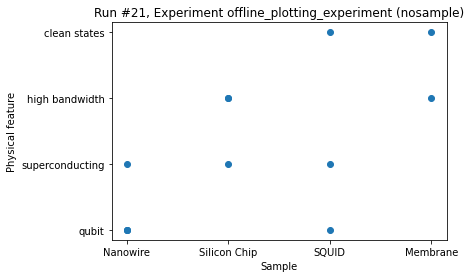 Run #21, Experiment offline_plotting_experiment (nosample)
clean states
high bandwidth
superconducting
qubit
Physical feature
Nanowire
Silicon Chip
SQUID
Membrane
Sample